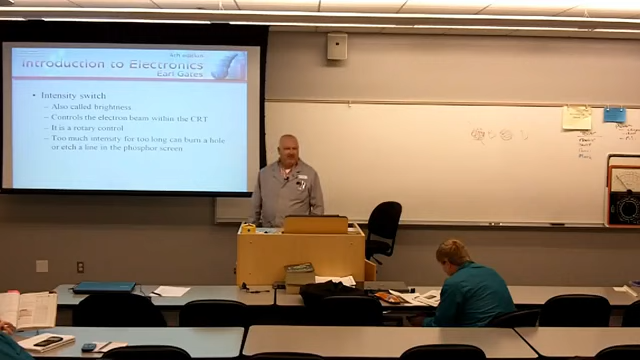 Introduction to Electronics
Earl Gates
• Intensity switch
– Also called brightness
– Controls the electron beam within the CRT
– It is a rotary control
– Too much intensity for too long can burn a hole
or etch a line in the phosphor screen